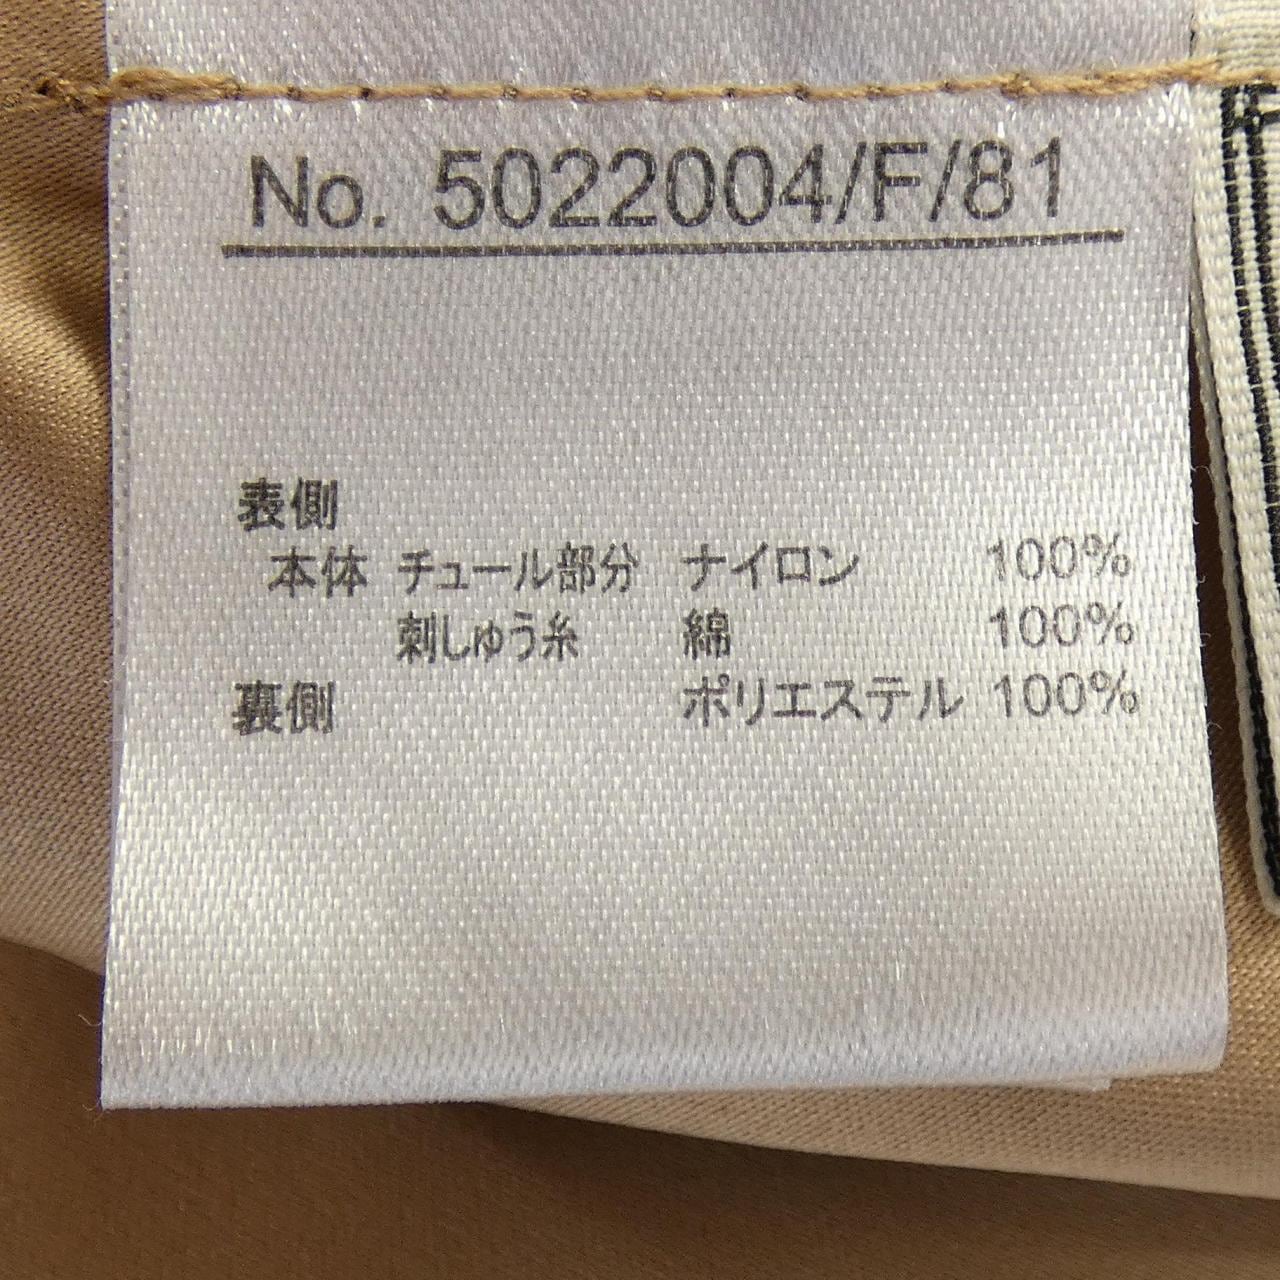 No. 5022004/F/81
表側
本体 チュール部分 ナイロン 100%
刺しゅう糸 綿 100%
裏側 ポリエステル 100%